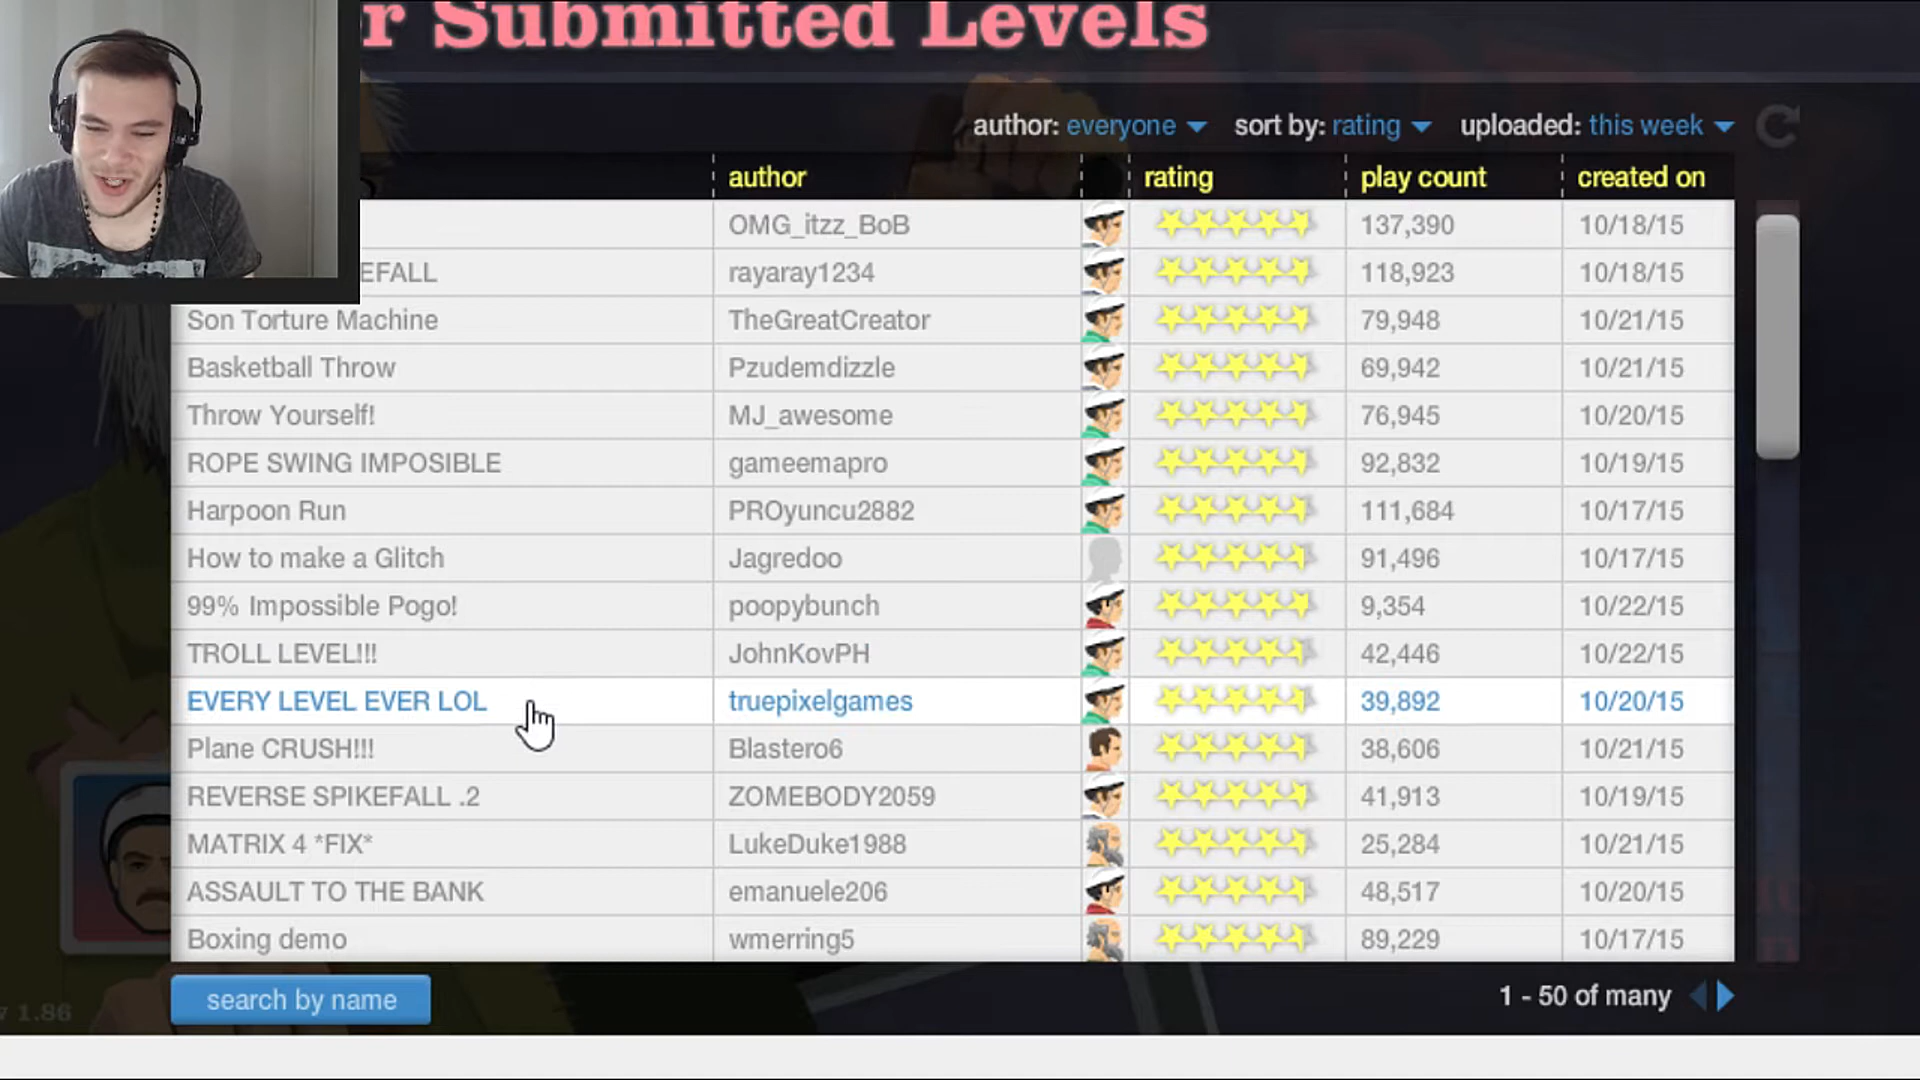 r Submitted Levels
author: everyone sort by: rating uploaded: this week
author rating play count created on
OMG_itzz_BoB 137,390 10/18/15
EFALL rayaray1234 118,923 10/18/15
Son Torture Machine TheGreatCreator 79,948 10/21/15
Basketball Throw Pzudemdizzle 69,942 10/21/15
Throw Yourself! MJ_awesome 76,945 10/20/15
ROPE SWING IMPOSIBLE gameemapro 92,832 10/19/15
Harpoon Run PROyuncu2882 111,684 10/17/15
How to make a Glitch Jagredoo 91,496 10/17/15
99% Impossible Pogo! poopybunch 9,354 10/22/15
TROLL LEVEL!!! JohnKovPH 42,446 10/22/15
EVERY LEVEL EVER LOL truepixelgames 39,892 10/20/15
Plane CRUSH!!! Blastero6 38,606 10/21/15
REVERSE SPIKEFALL .2 ZOMEBODY2059 41,913 10/19/15
MATRIX 4 *FIX* LukeDuke1988 25,284 10/21/15
ASSAULT TO THE BANK emanuele206 48,517 10/20/15
Boxing demo wmerring5 89,229 10/17/15
search by name 1 - 50 of many
v 1.86